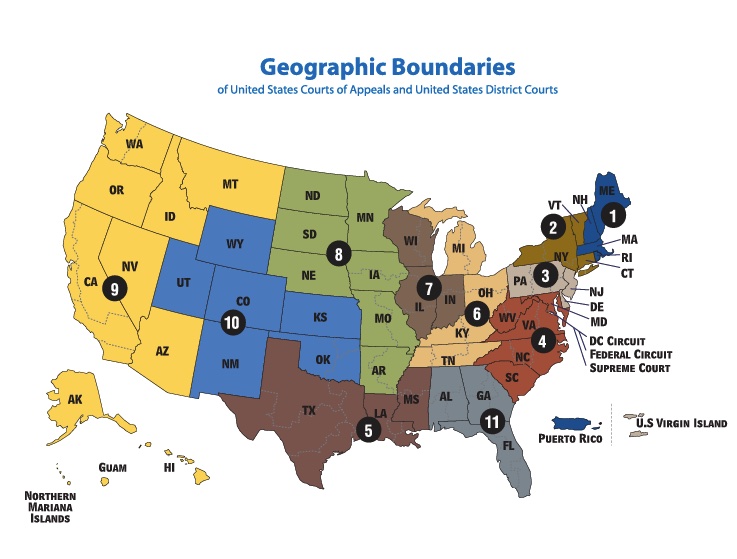 Geographic Boundaries
of United States Courts of Appeals and United States District Courts
WA
OR
ID
MT
CA
NV
9
AZ
AK
HI
GUAM
NORTHERN
MARIANA
ISLANDS
WY
UT
CO
10
KS
NM
OK
ND
SD
NE
MN
8
IA
MO
AR
WI
7
IL
IN
MI
OH
6
KY
TN
TX
LA
MS
5
AL
GA
11
FL
WV
VA
4
NC
SC
PA
3
NJ
DE
MD
DC CIRCUIT
FEDERAL CIRCUIT
SUPREME COURT
VT
2
NY
CT
NH
ME
1
MA
RI
PUERTO RICO
U.S VIRGIN ISLAND